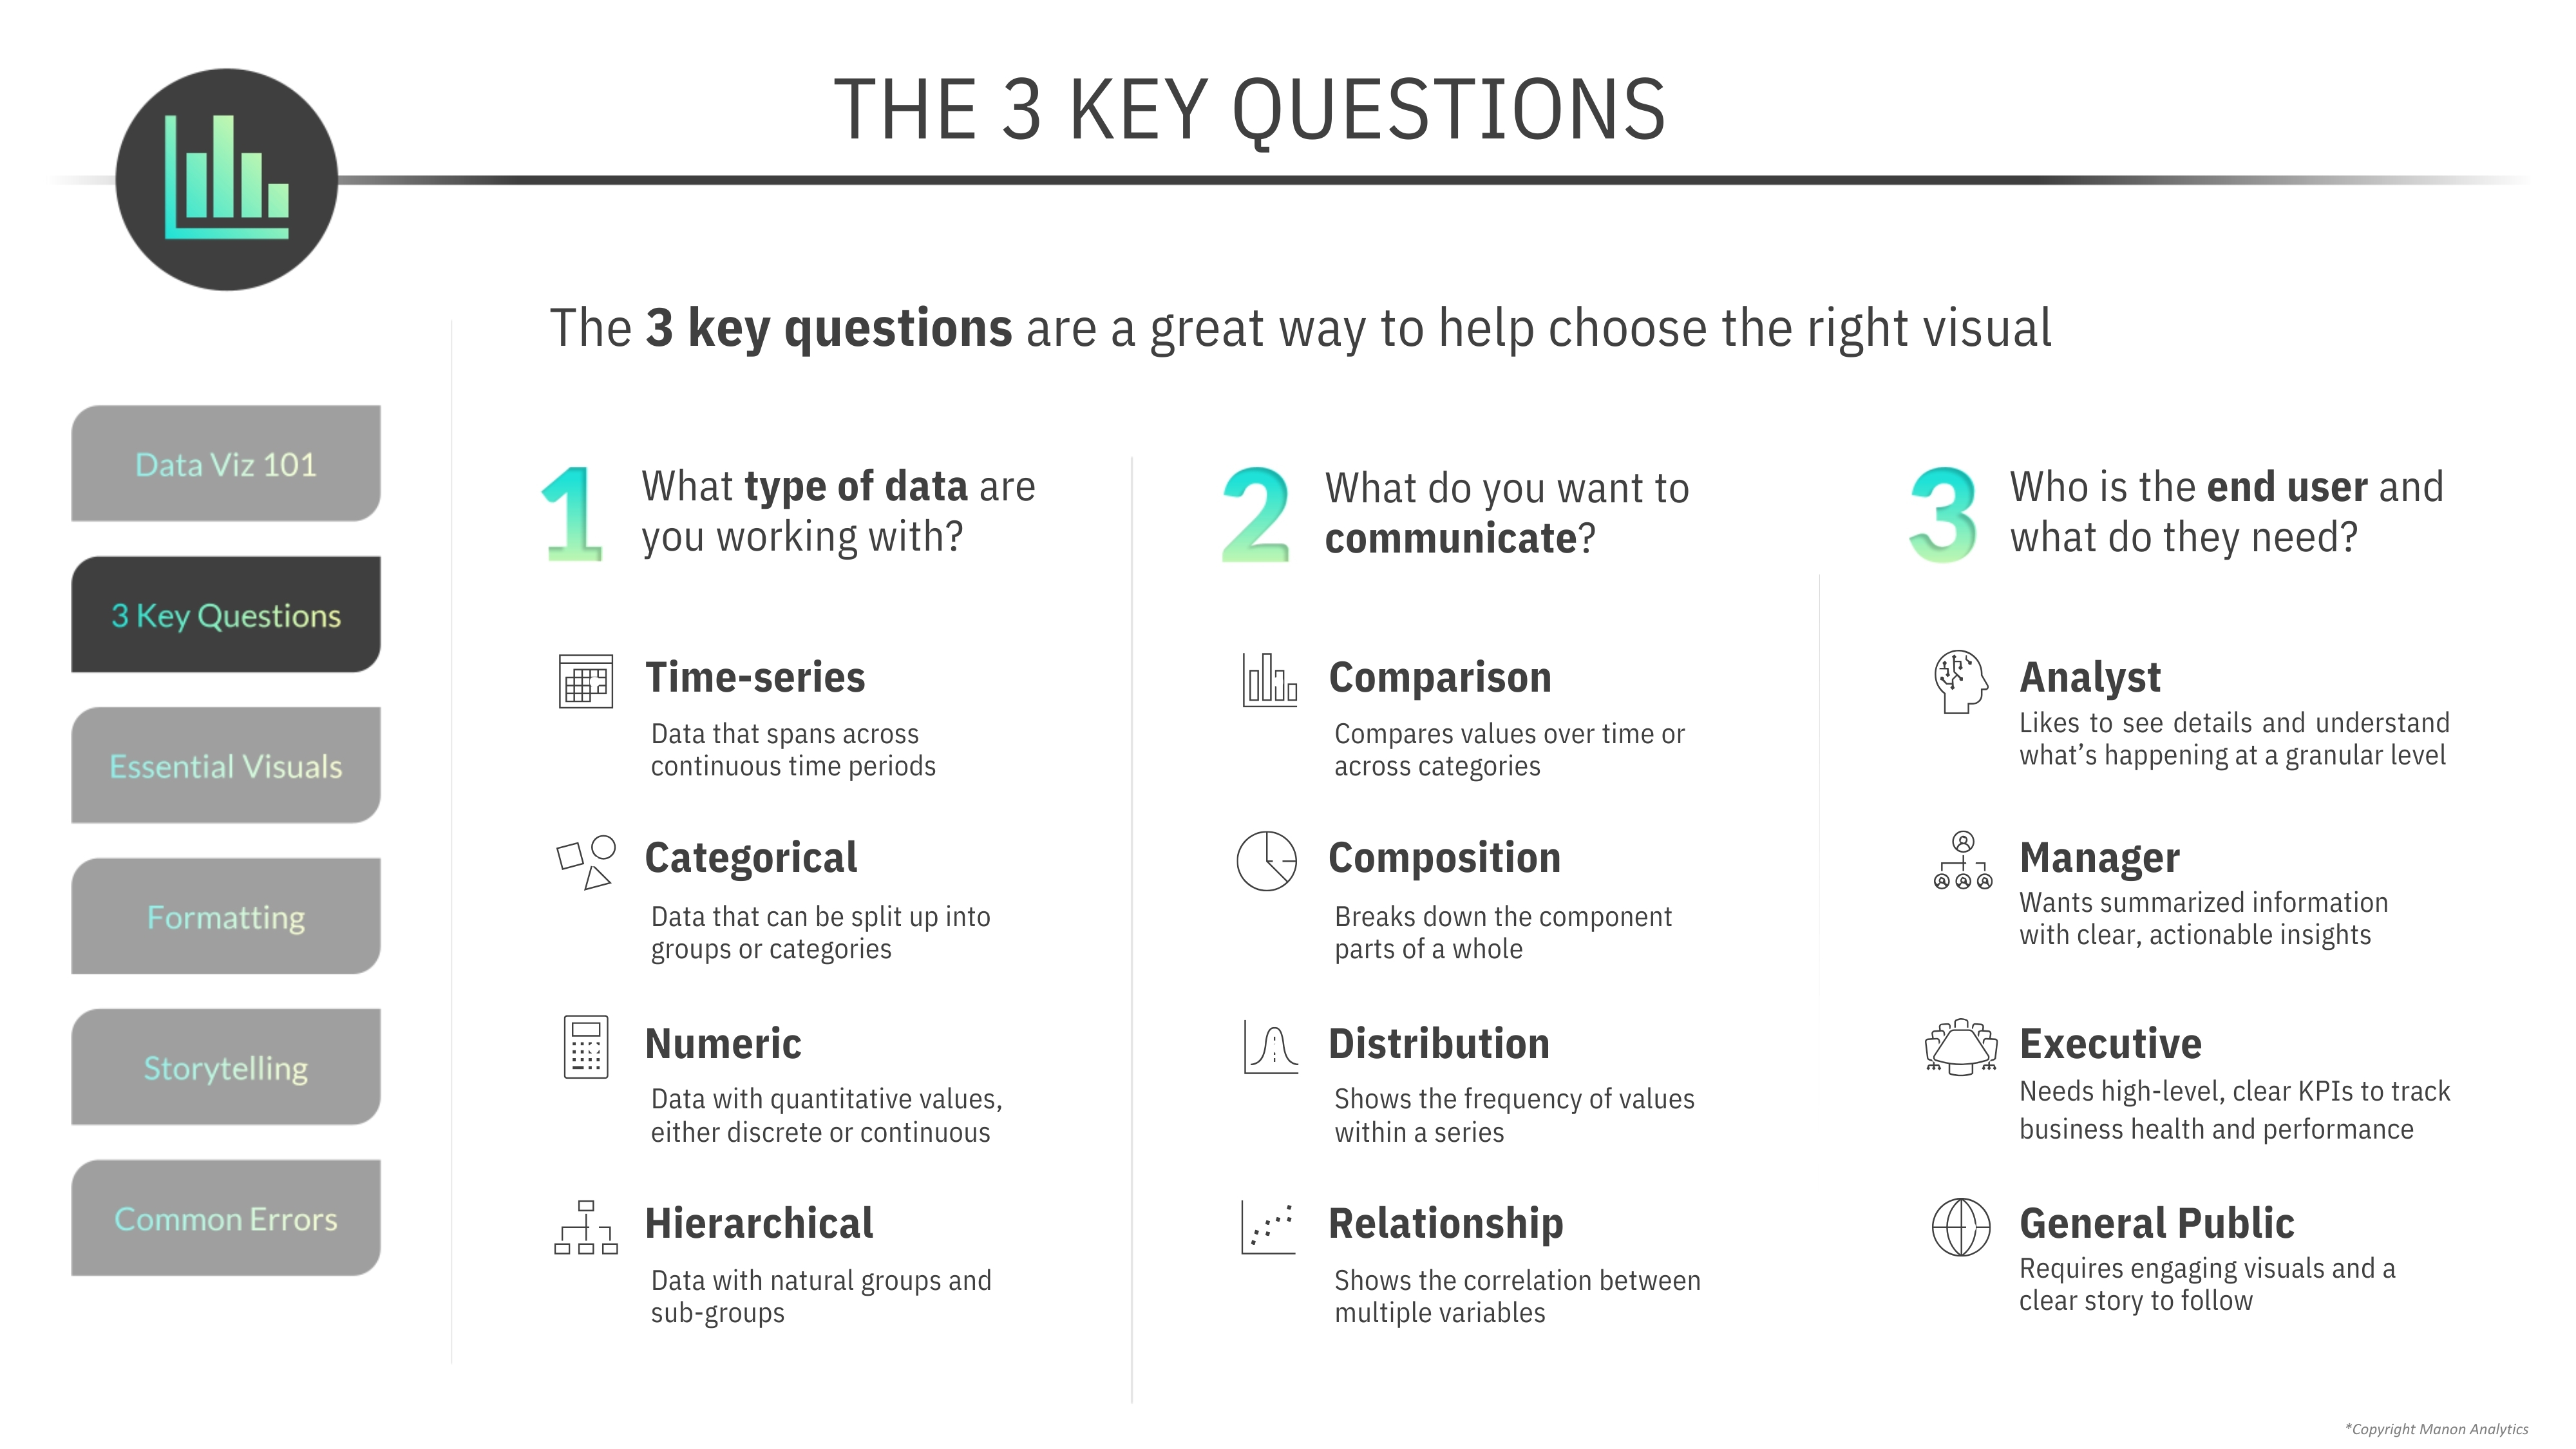 THE 3 KEY QUESTIONS
The 3 key questions are a great way to help choose the right visual
Data Viz 101
3 Key Questions
Essential Visuals
Formatting
Storytelling
Common Errors
1
What type of data are
you working with?
Time-series
Data that spans across
continuous time periods
Categorical
Data that can be split up into
groups or categories
Numeric
Data with quantitative values,
either discrete or continuous
Hierarchical
Data with natural groups and
sub-groups
2
What do you want to
communicate?
Comparison
Compares values over time or
across categories
Composition
Breaks down the component
parts of a whole
Distribution
Shows the frequency of values
within a series
Relationship
Shows the correlation between
multiple variables
3
Who is the end user and
what do they need?
Analyst
Likes to see details and understand
what’s happening at a granular level
Manager
Wants summarized information
with clear, actionable insights
Executive
Needs high-level, clear KPIs to track
business health and performance
General Public
Requires engaging visuals and a
clear story to follow
*Copyright Manon Analytics